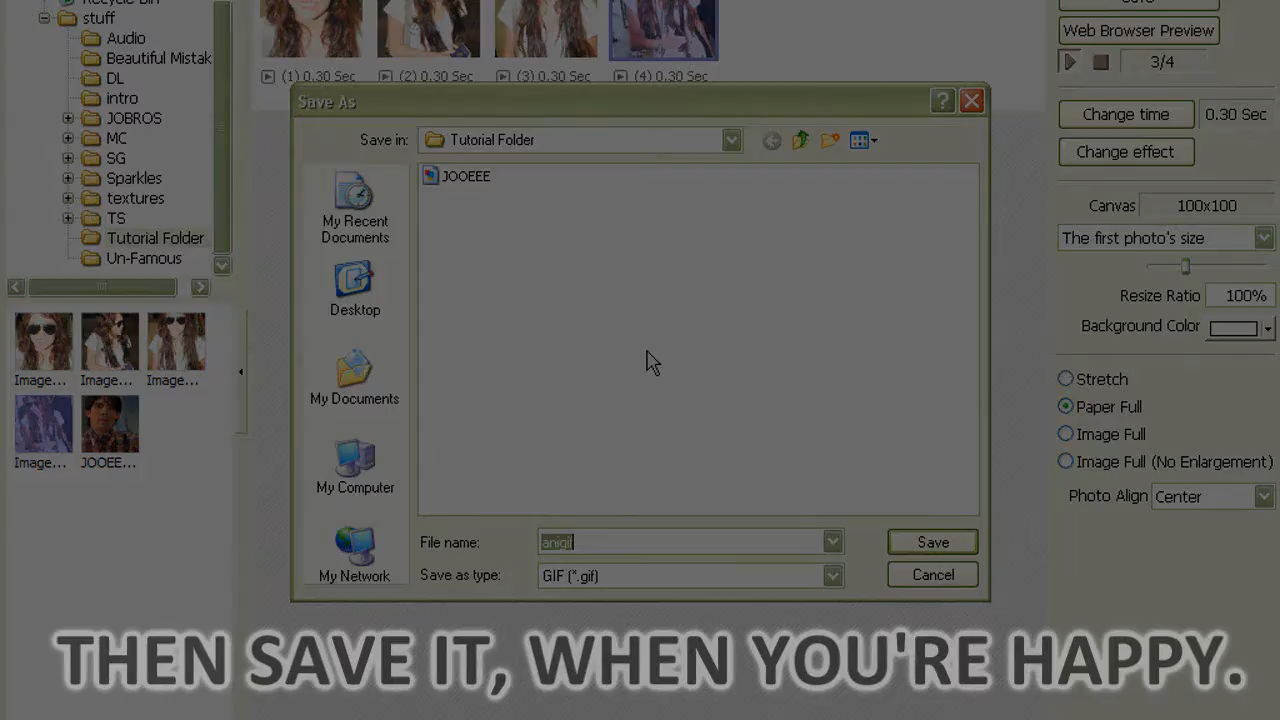 Recycle Bin
stuff
Audio
Beautiful Mistak
DL
intro
JOBROS
MC
SG
Sparkles
textures
TS
Tutorial Folder
Un-Famous
Image...
Image...
Image...
Image...
JOOEE...
(1) 0.30 Sec
(2) 0.30 Sec
(3) 0.30 Sec
(4) 0.30 Sec
Save As
Save in:
Tutorial Folder
JOOEEE
My Recent
Documents
Desktop
My Documents
My Computer
My Network
File name:
anigif
Save
Save as type:
GIF (*.gif)
Cancel
Save
Web Browser Preview
3/4
Change time
0.30 Sec
Change effect
Canvas
100x100
The first photo's size
Resize Ratio
100%
Background Color
Stretch
Paper Full
Image Full
Image Full (No Enlargement)
Photo Align
Center
THEN SAVE IT, WHEN YOU'RE HAPPY.